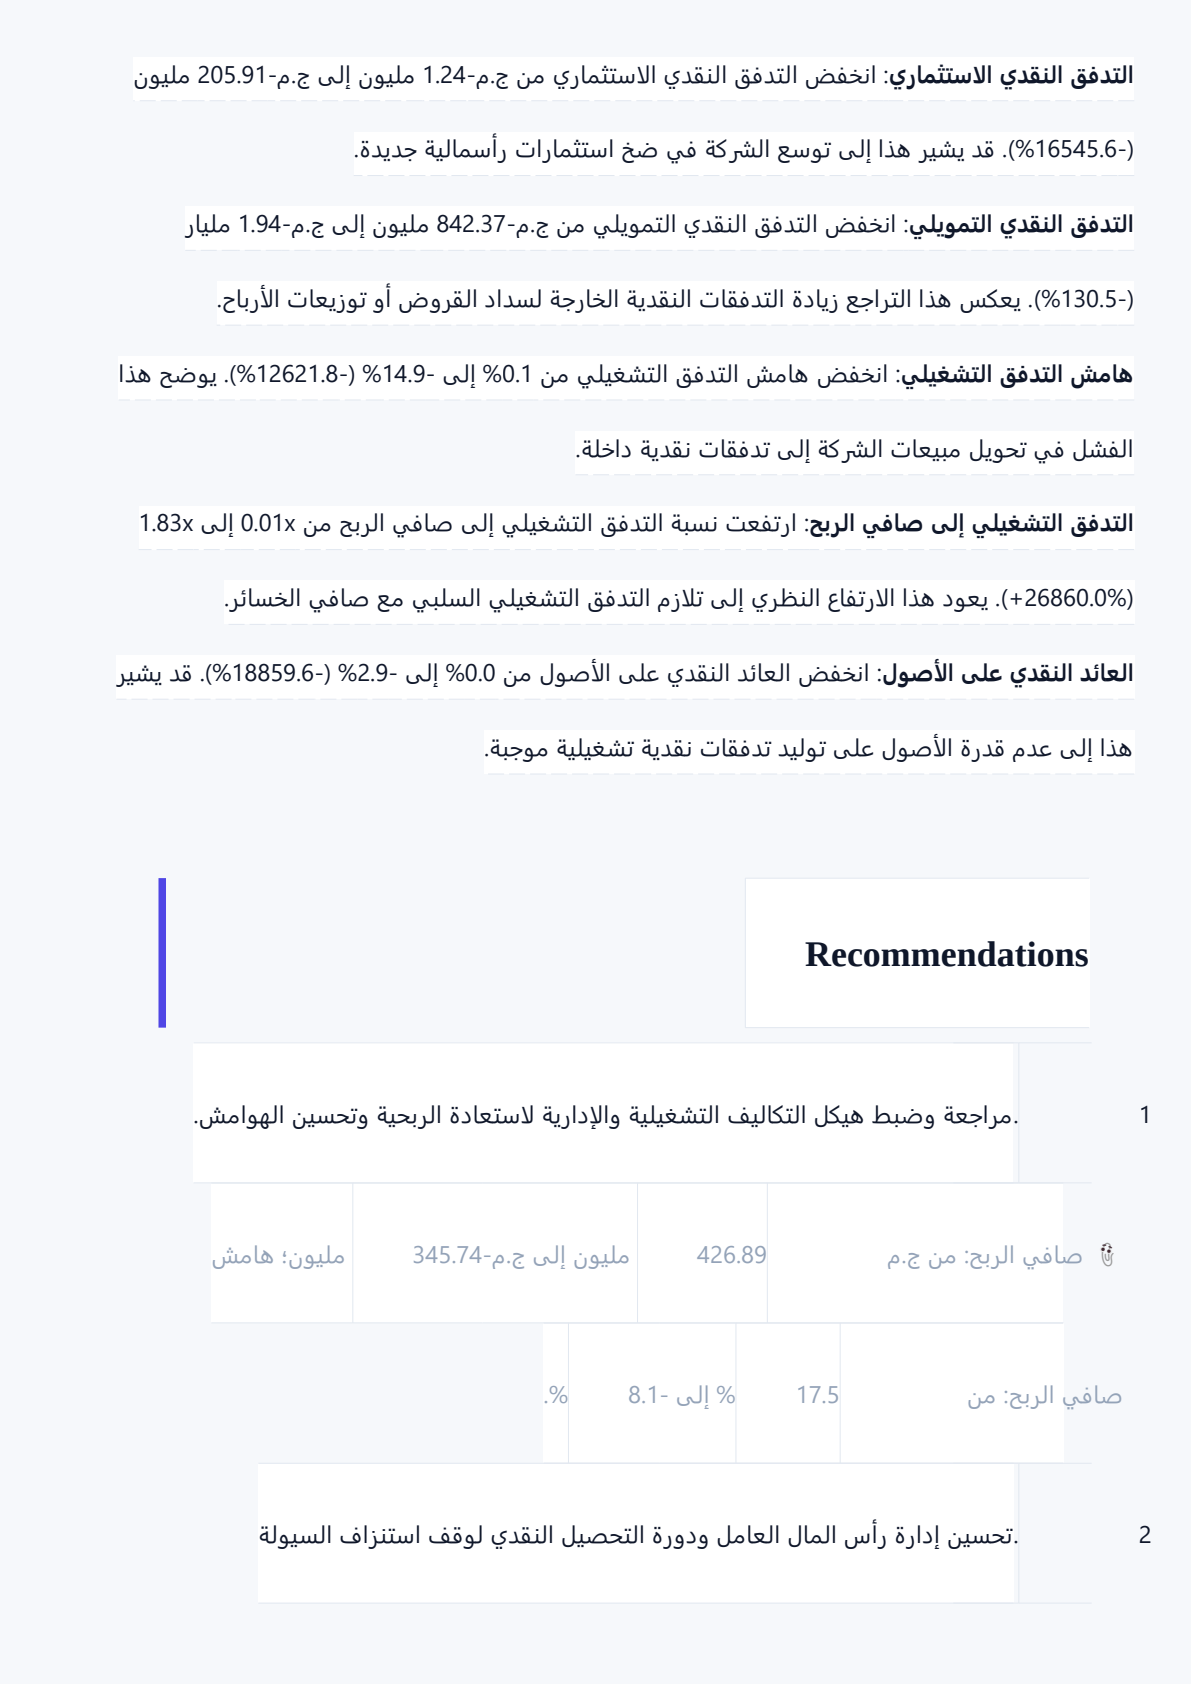 التدفق النقدي الاستثماري: انخفض التدفق النقدي الاستثماري من ج.م-1.24 مليون إلى ج.م-205.91 مليون
(-16545.6%). قد يشير هذا إلى توسع الشركة في ضخ استثمارات رأسمالية جديدة.
التدفق النقدي التمويلي: انخفض التدفق النقدي التمويلي من ج.م-842.37 مليون إلى ج.م-1.94 مليار
(-130.5%). يعكس هذا التراجع زيادة التدفقات النقدية الخارجة لسداد القروض أو توزيعات الأرباح.
هامش التدفق التشغيلي: انخفض هامش التدفق التشغيلي من 0.1% إلى -14.9% (-12621.8%). يوضح هذا
الفشل في تحويل مبيعات الشركة إلى تدفقات نقدية داخلة.
التدفق التشغيلي إلى صافي الربح: ارتفعت نسبة التدفق التشغيلي إلى صافي الربح من 0.01x إلى 1.83x
(+26860.0%). يعود هذا الارتفاع النظري إلى تلازم التدفق التشغيلي السلبي مع صافي الخسائر.
العائد النقدي على الأصول: انخفض العائد النقدي على الأصول من 0.0% إلى -2.9% (-18859.6%). قد يشير
هذا إلى عدم قدرة الأصول على توليد تدفقات نقدية تشغيلية موجبة.
Recommendations
1 .مراجعة وضبط هيكل التكاليف التشغيلية والإدارية لاستعادة الربحية وتحسين الهوامش.
📎 صافي الربح: من ج.م 426.89 مليون إلى ج.م-345.74 مليون؛ هامش
صافي الربح: من 17.5 % إلى -8.1 %.
2 .تحسين إدارة رأس المال العامل ودورة التحصيل النقدي لوقف استنزاف السيولة